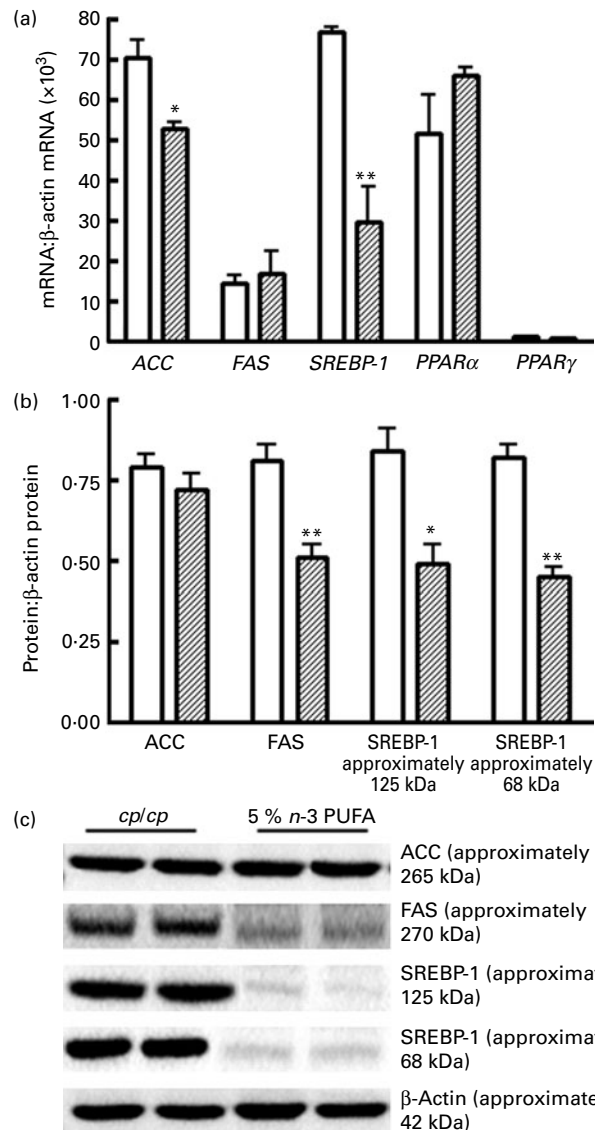 (a)
80
70
60
50
40
30
20
10
0
mRNA:β-actin mRNA (×10³)
*
**
ACC FAS SREBP-1 PPARα PPARγ
(b)
1·00
0·75
0·50
0·25
0·00
Protein:β-actin protein
**
*
**
ACC FAS SREBP-1 SREBP-1
approximately approximately
125 kDa 68 kDa
(c)
cp/cp 5 % n-3 PUFA
ACC (approximately
265 kDa)
FAS (approximately
270 kDa)
SREBP-1 (approximat
125 kDa)
SREBP-1 (approximat
68 kDa)
β-Actin (approximate
42 kDa)